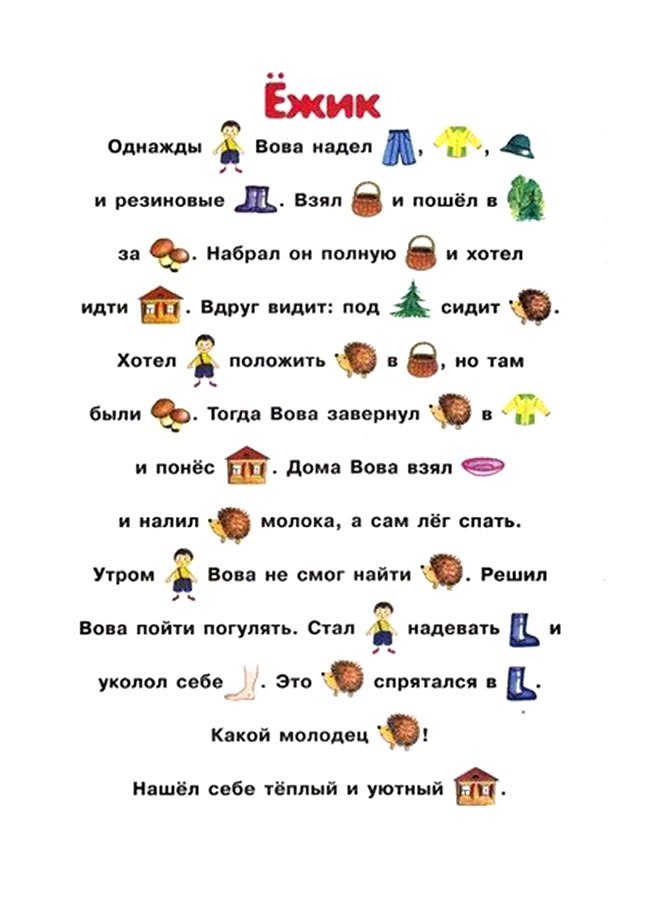 Ёжик
Однажды Вова надел , ,
и резиновые . Взял и пошёл в
за . Набрал он полную и хотел
идти . Вдруг видит: под сидит .
Хотел положить в , но там
были . Тогда Вова завернул в
и понёс . Дома Вова взял
и налил молока, а сам лёг спать.
Утром Вова не смог найти . Решил
Вова пойти погулять. Стал надевать и
уколол себе . Это спрятался в .
Какой молодец !
Нашёл себе тёплый и уютный .